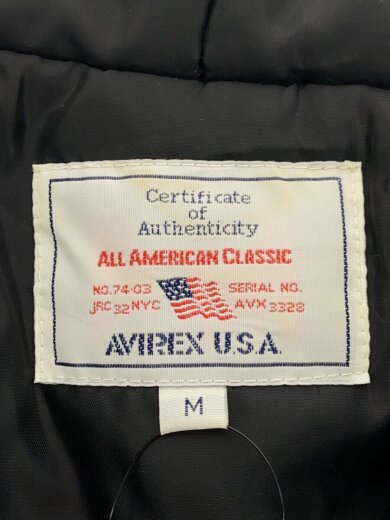 Certificate
of
Authenticity
ALL AMERICAN CLASSIC
NO.74-03 SERIAL NO.
JRC 32 NYC AVX 3328
AVIREX U.S.A.
M